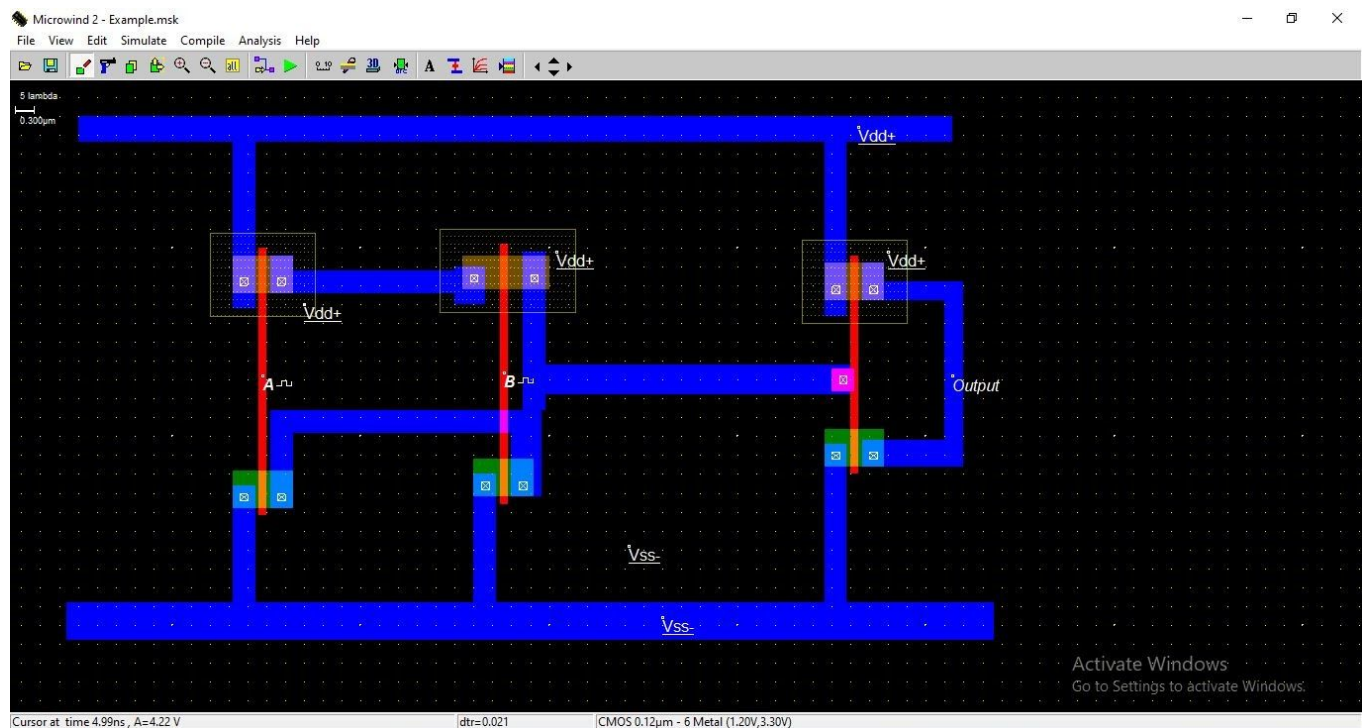 Microwind 2 - Example.msk
File View Edit Simulate Compile Analysis Help
5 lambda
0.300µm
Vdd+
Vdd+
Vdd+
Vdd+
A
B
Output
Vss-
Vss-
Activate Windows
Go to Settings to activate Windows.
Cursor at time 4.99ns , A=4.22 V dtr=0.021 CMOS 0.12µm - 6 Metal (1.20V,3.30V)